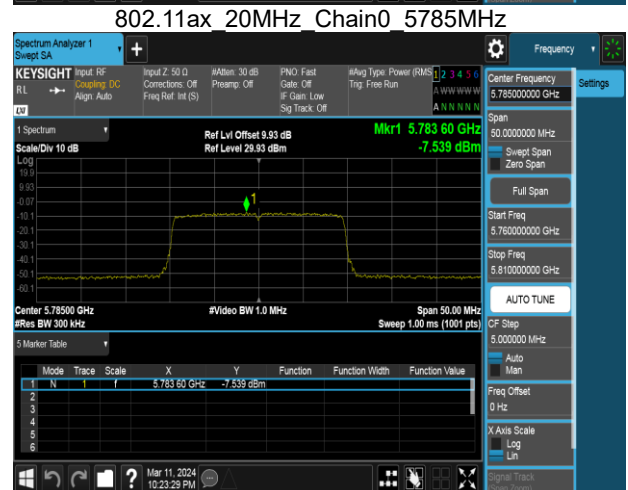 802.11ax_20MHz_Chain0_5785MHz
Spectrum Analyzer 1
Swept SA
Frequency
KEYSIGHT
RL
LXI
Input: RF
Coupling: DC
Align: Auto
Input Z: 50 Ω
Corrections: Off
Freq Ref: Int (S)
#Atten: 30 dB
Preamp: Off
PNO: Fast
Gate: Off
IF Gain: Low
Sig Track: Off
#Avg Type: Power (RMS
Trig: Free Run
1 2 3 4 5 6
A W W W W W
A N N N N N
Center Frequency
5.785000000 GHz
Settings
Span
50.0000000 MHz
Swept Span
Zero Span
Full Span
Start Freq
5.760000000 GHz
Stop Freq
5.810000000 GHz
AUTO TUNE
CF Step
5.000000 MHz
Auto
Man
Freq Offset
0 Hz
X Axis Scale
Log
Lin
Signal Track
1 Spectrum
Scale/Div 10 dB
Ref Lvl Offset 9.93 dB
Ref Level 29.93 dBm
Mkr1 5.783 60 GHz
-7.539 dBm
Log
19.9
9.93
-0.07
-10.1
-20.1
-30.1
-40.1
-50.1
-60.1
1
Center 5.78500 GHz
#Res BW 300 kHz
#Video BW 1.0 MHz
Span 50.00 MHz
Sweep 1.00 ms (1001 pts)
5 Marker Table
Mode Trace Scale X Y Function Function Width Function Value
1 N 1 f 5.783 60 GHz -7.539 dBm
2
3
4
5
6
?
Mar 11, 2024
10:23:29 PM